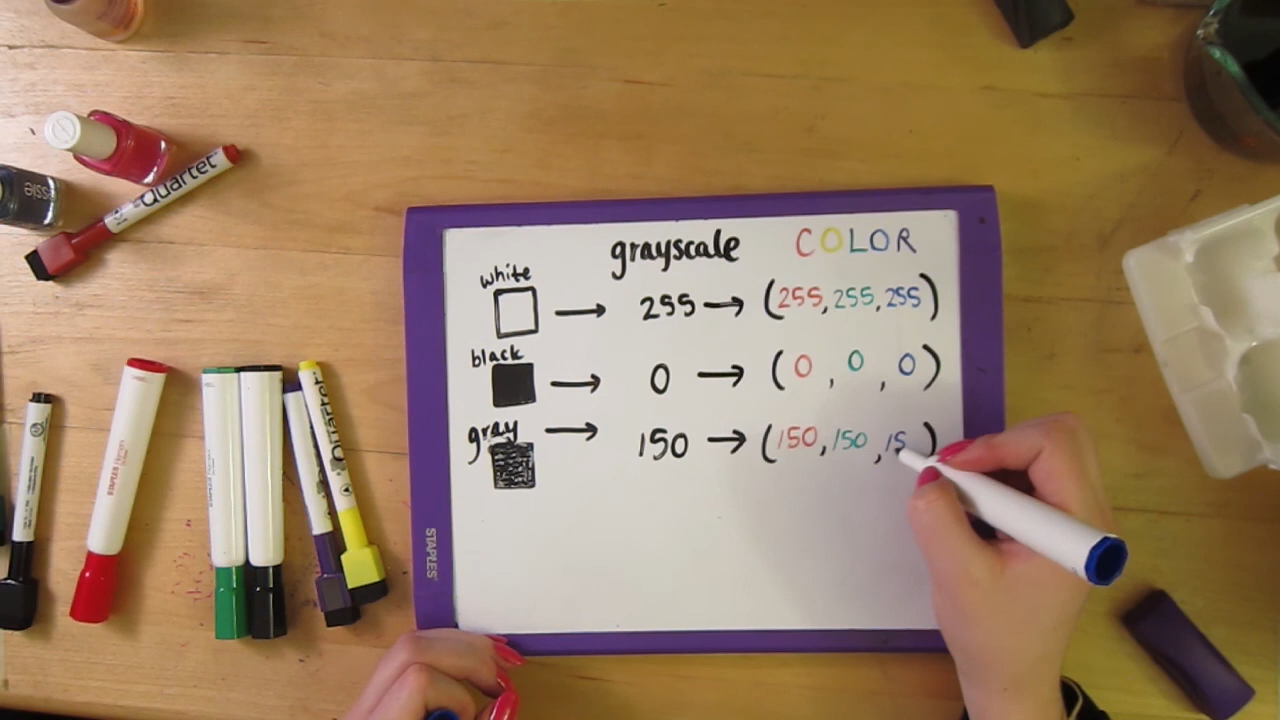 grayscale COLOR
white
255 → (255, 255, 255)
black
0 → (0, 0, 0)
gray
150 → (150, 150, 15 )
STAPLES
Quartet
essie
Quartet
STAPLES